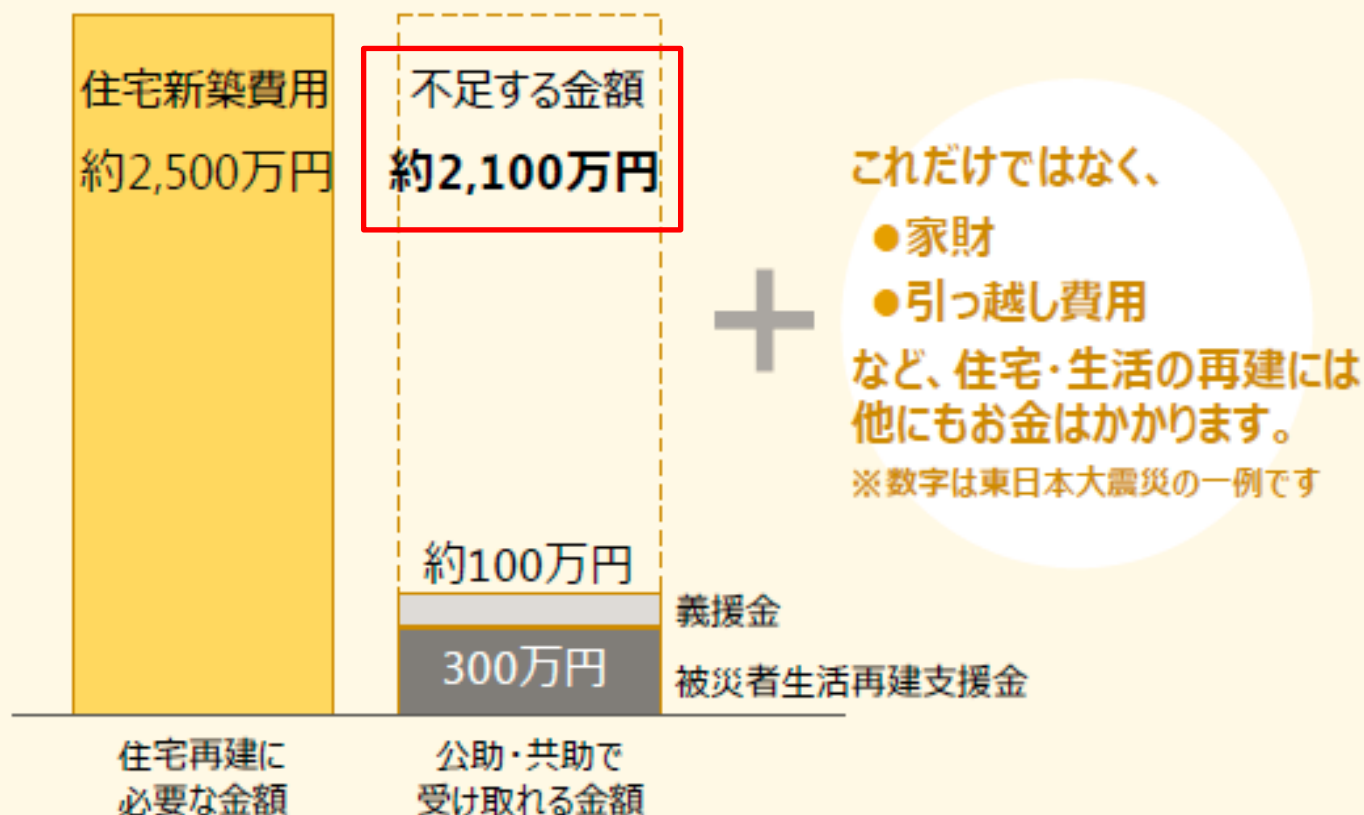 住宅新築費用
約2,500万円
不足する金額
約2,100万円
約100万円
義援金
300万円
被災者生活再建支援金
住宅再建に
必要な金額
公助・共助で
受け取れる金額
+
これだけではなく、
●家財
●引っ越し費用
など、住宅・生活の再建には
他にもお金はかかります。
※数字は東日本大震災の一例です